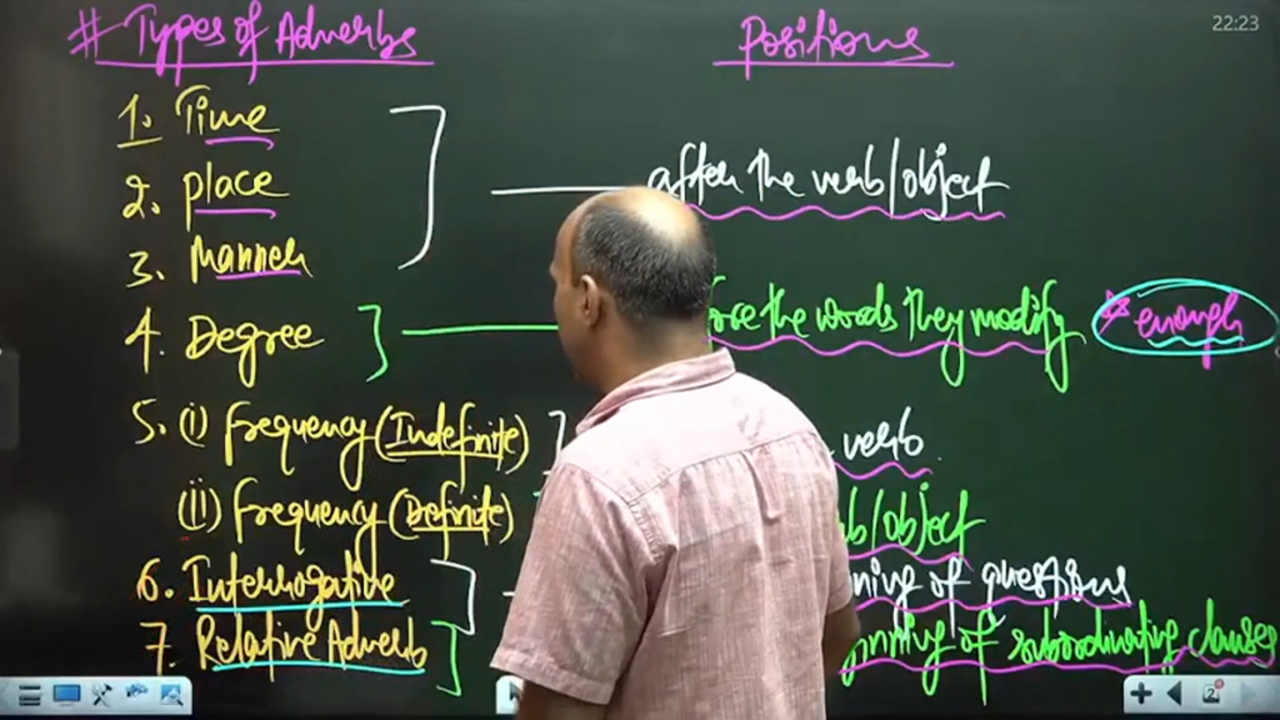 22:23
# Types of Adverbs Positions
1. Time
2. place after the verb/object
3. Manner
4. Degree the words they modify * enough
5. (i) frequency (Indefinite) verb
(ii) frequency (Definite) /object
6. Interrogative of questions
7. Relative Adverb of subordinating clauses
2